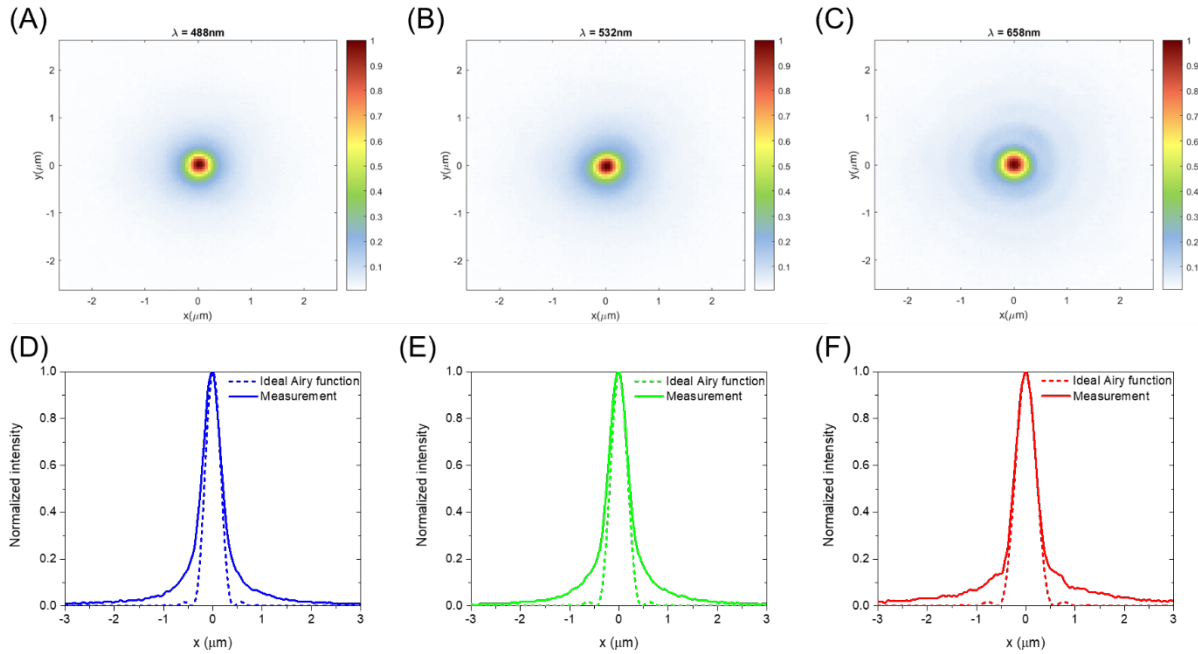 (A)
λ = 488nm
y(μm)
2
1
0
-1
-2
-2 -1 0 1 2
x(μm)
1
0.9
0.8
0.7
0.6
0.5
0.4
0.3
0.2
0.1
(B)
λ = 532nm
y(μm)
2
1
0
-1
-2
-2 -1 0 1 2
x(μm)
1
0.9
0.8
0.7
0.6
0.5
0.4
0.3
0.2
0.1
(C)
λ = 658nm
y(μm)
2
1
0
-1
-2
-2 -1 0 1 2
x(μm)
1
0.9
0.8
0.7
0.6
0.5
0.4
0.3
0.2
0.1
(D)
Normalized intensity
1.0
0.8
0.6
0.4
0.2
0.0
Ideal Airy function
Measurement
-3 -2 -1 0 1 2 3
x (μm)
(E)
Normalized intensity
1.0
0.8
0.6
0.4
0.2
0.0
Ideal Airy function
Measurement
-3 -2 -1 0 1 2 3
x (μm)
(F)
Normalized intensity
1.0
0.8
0.6
0.4
0.2
0.0
Ideal Airy function
Measurement
-3 -2 -1 0 1 2 3
x (μm)